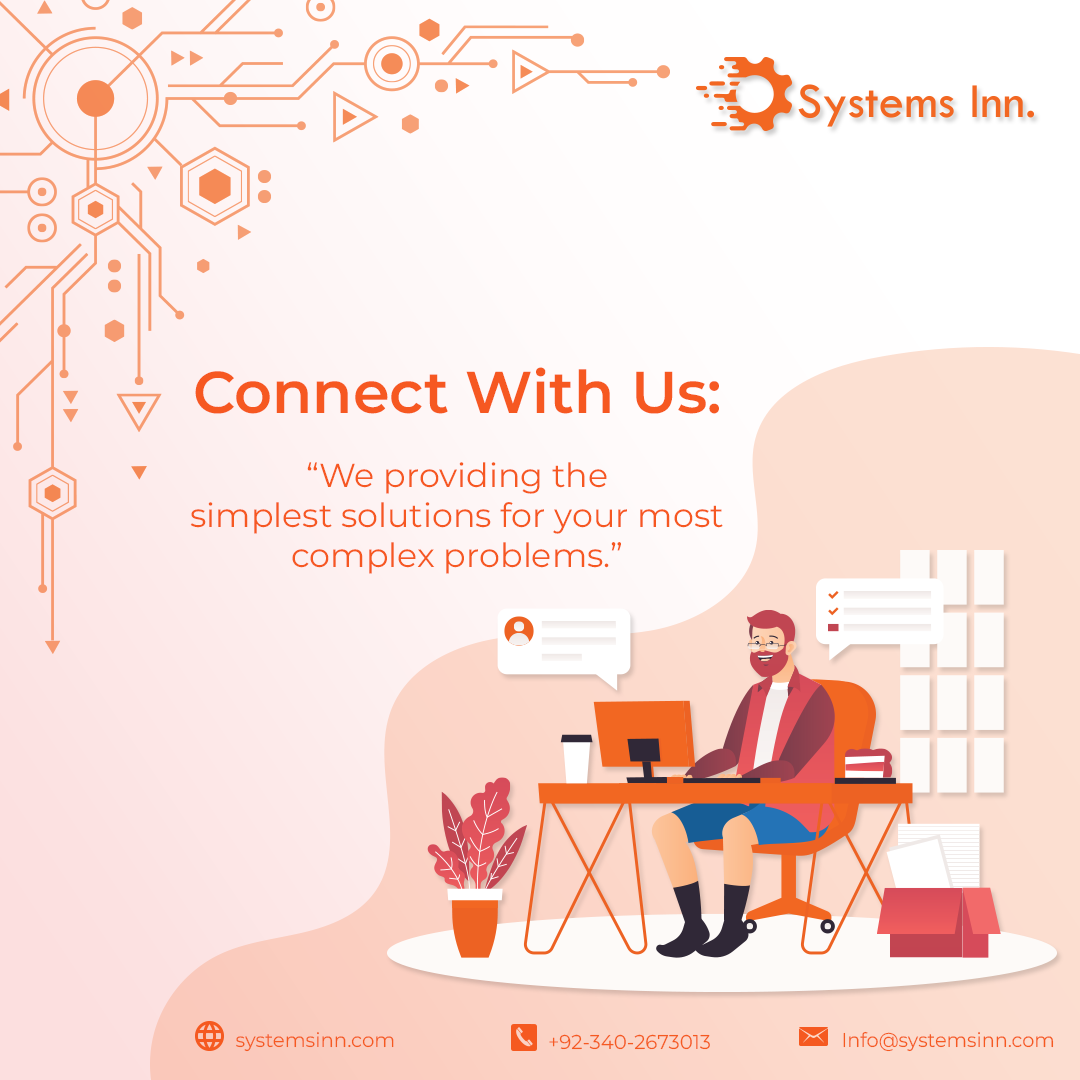 Systems Inn.
Connect With Us:
“We providing the
simplest solutions for your most
complex problems.”
systemsinn.com
+92-340-2673013
Info@systemsinn.com